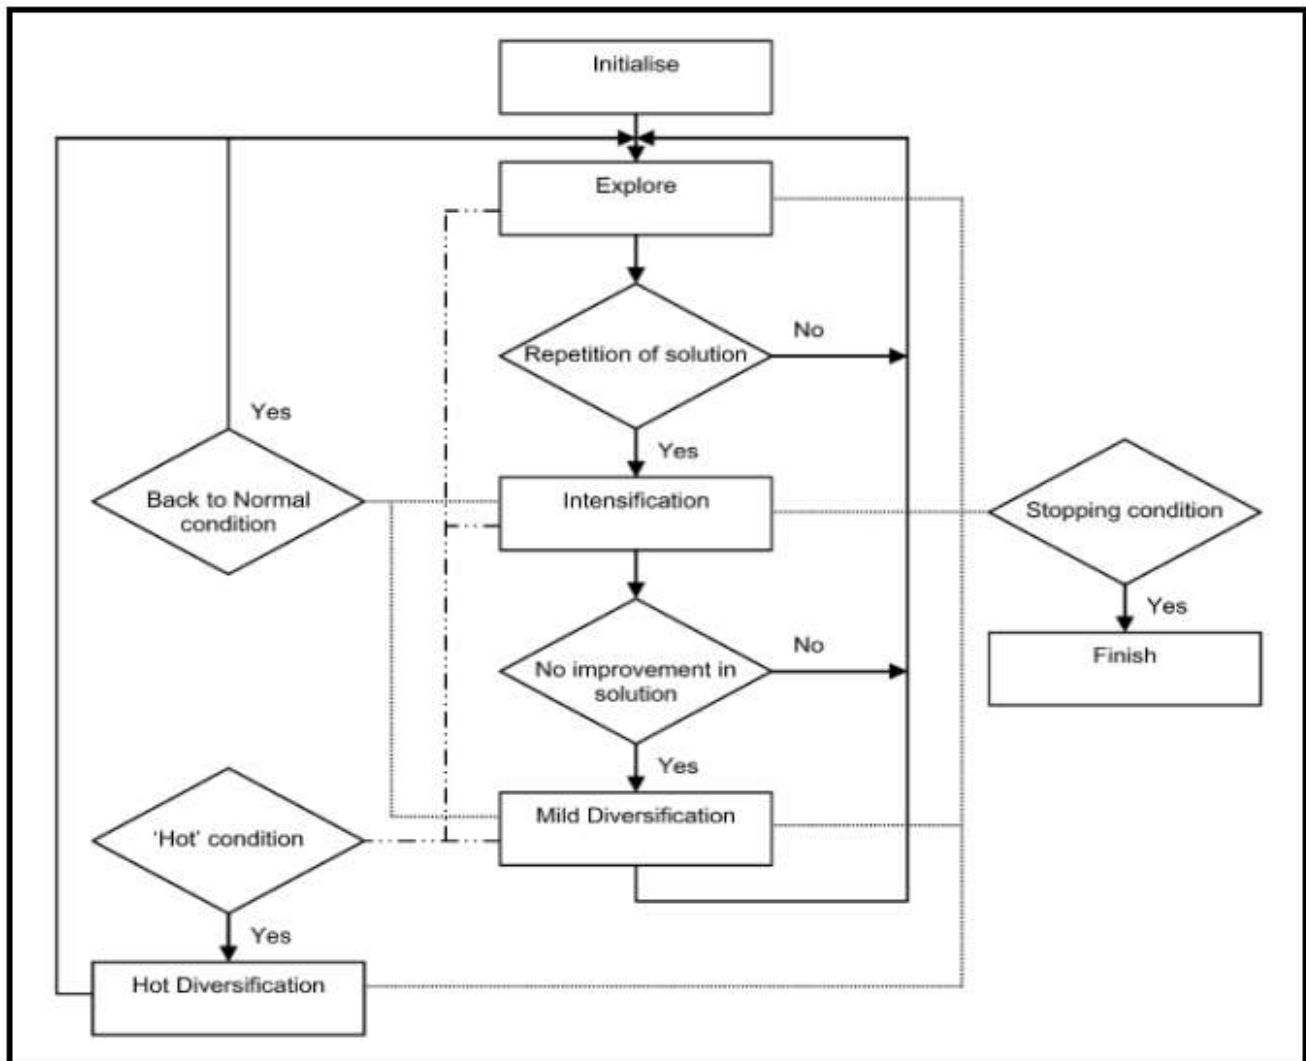 Initialise
Explore
No
Repetition of solution
Yes
Yes
Intensification
Back to Normal
condition
Stopping condition
Yes
No
No improvement in
solution
Finish
Yes
Mild Diversification
‘Hot’ condition
Yes
Hot Diversification